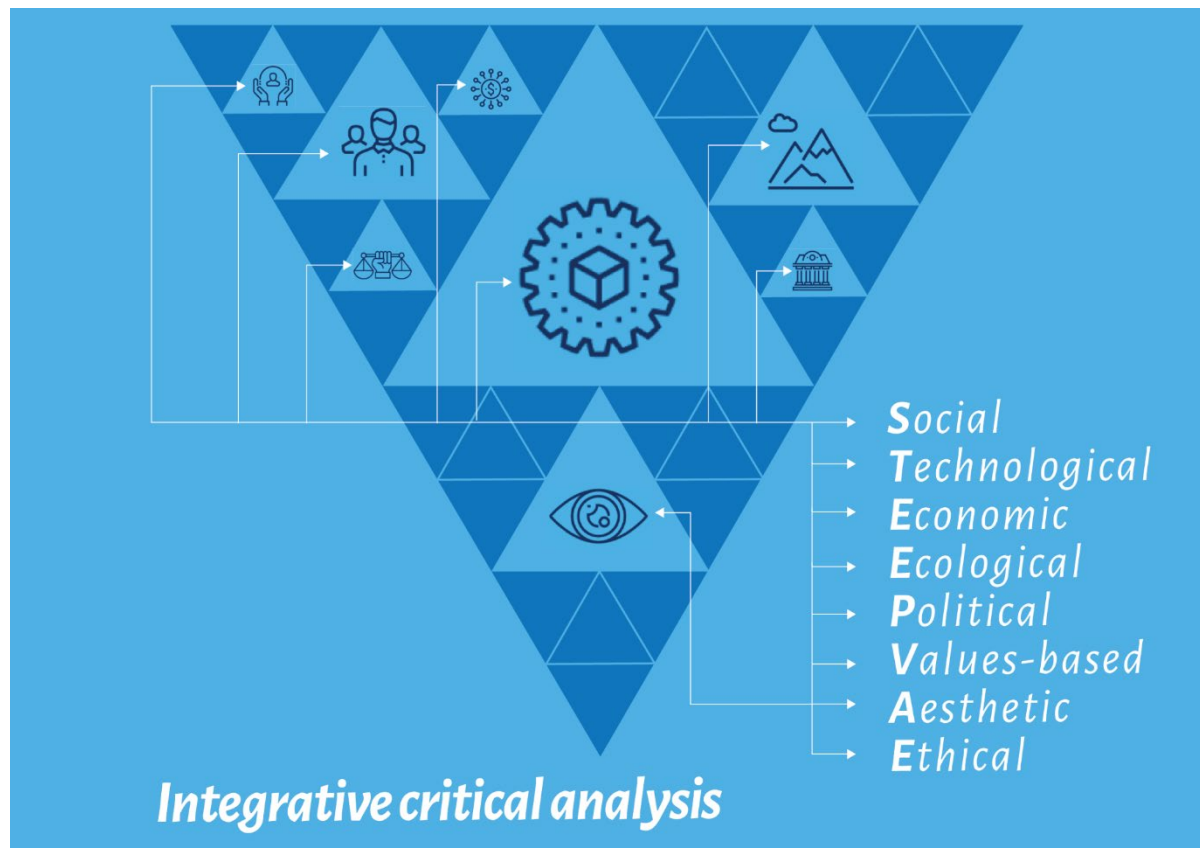 Social
Technological
Economic
Ecological
Political
Values-based
Aesthetic
Ethical
Integrative critical analysis